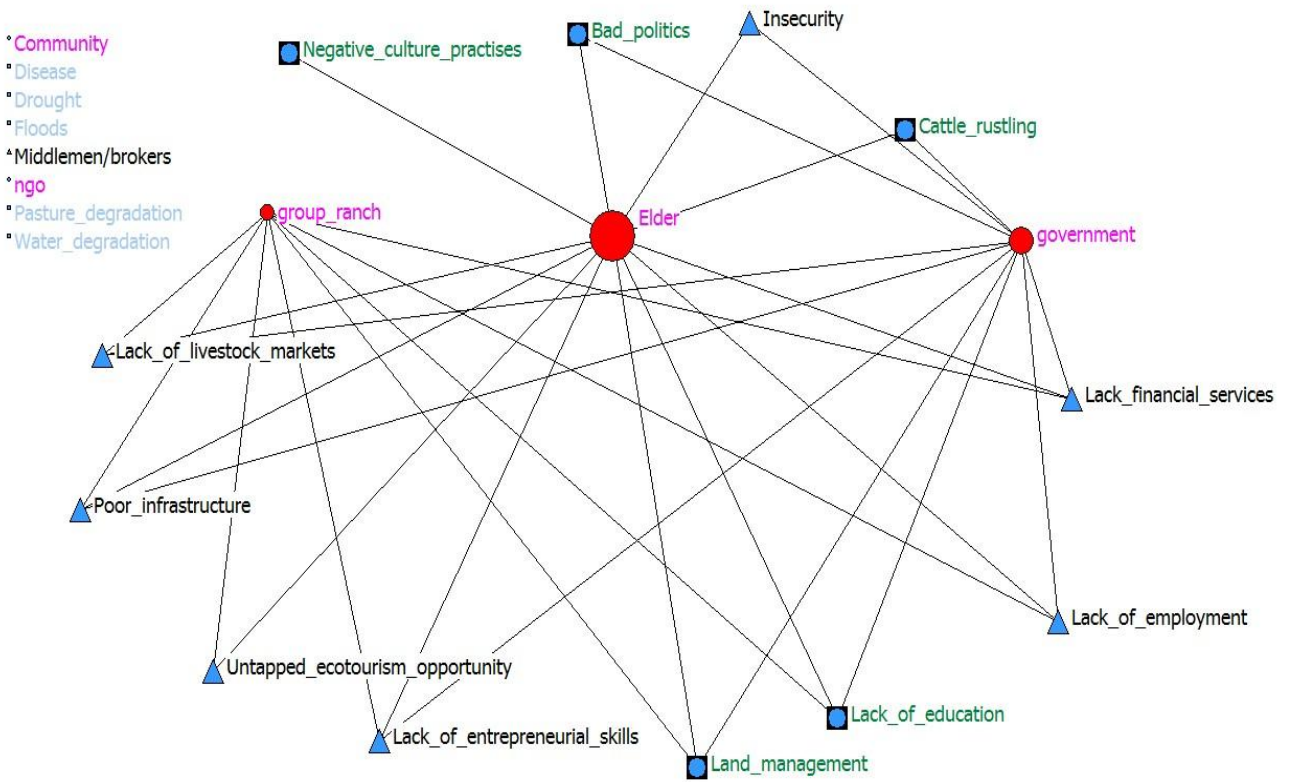 Community
Disease
Drought
Floods
Middlemen/brokers
ngo
Pasture_degradation
Water_degradation
Negative_culture_practises
Bad_politics
Insecurity
Cattle_rustling
group_ranch
Elder
government
Lack_of_livestock_markets
Lack_financial_services
Poor_infrastructure
Lack_of_employment
Untapped_ecotourism_opportunity
Lack_of_entrepreneurial_skills
Lack_of_education
Land_management